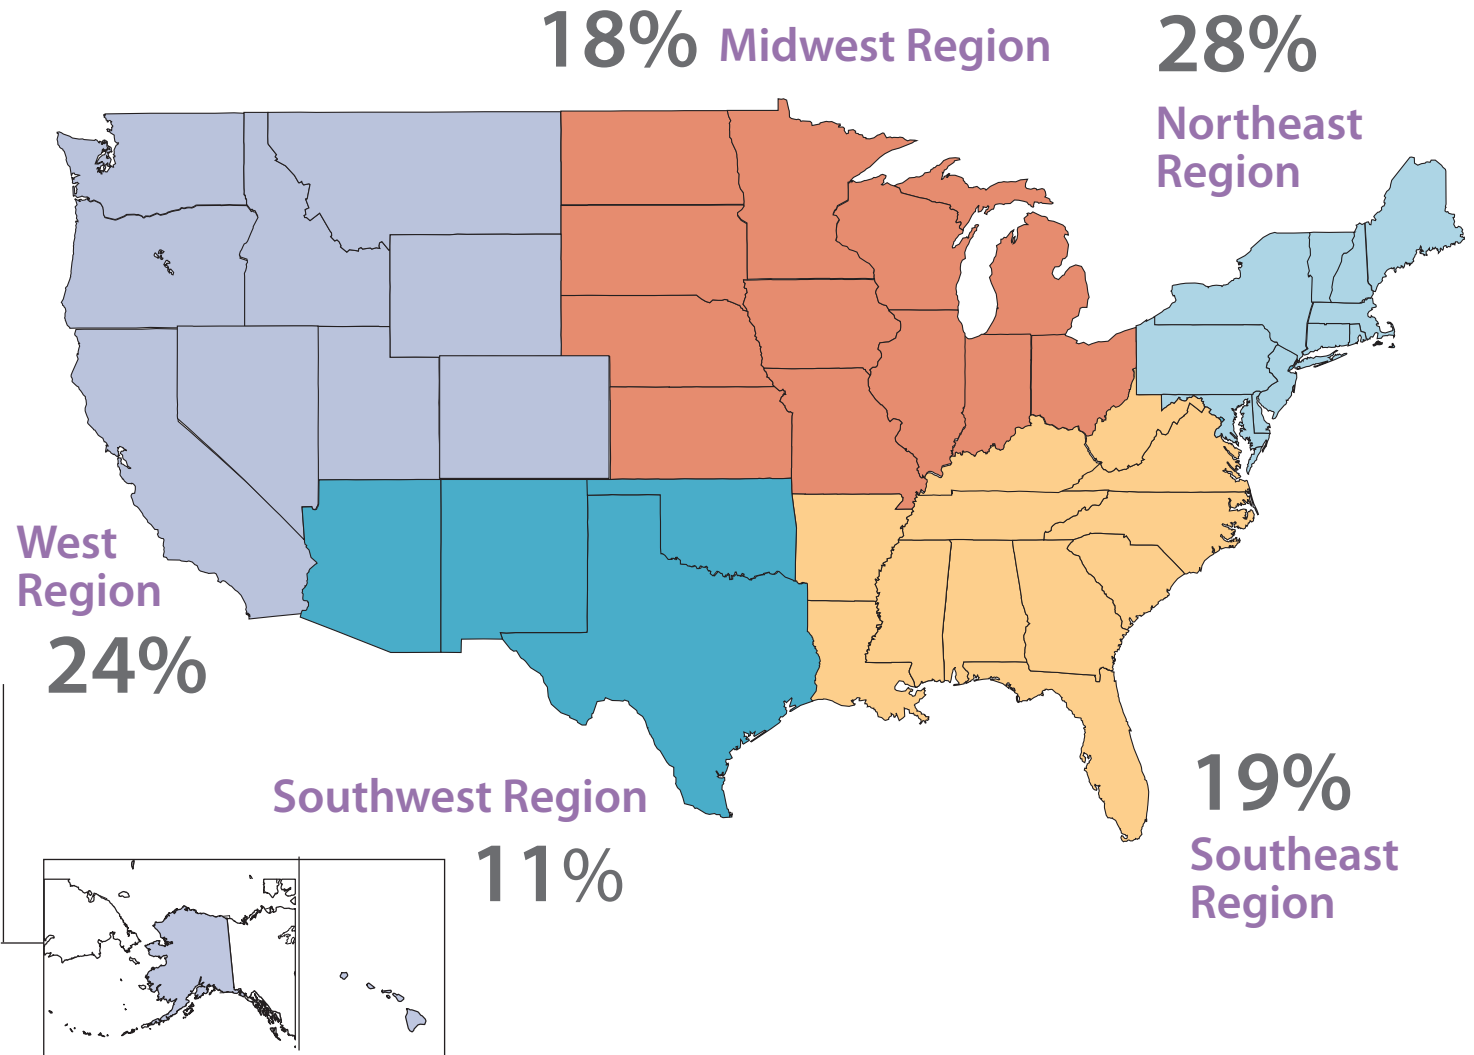 18% Midwest Region
28%
Northeast
Region
West
Region
24%
Southwest Region
11%
19%
Southeast
Region